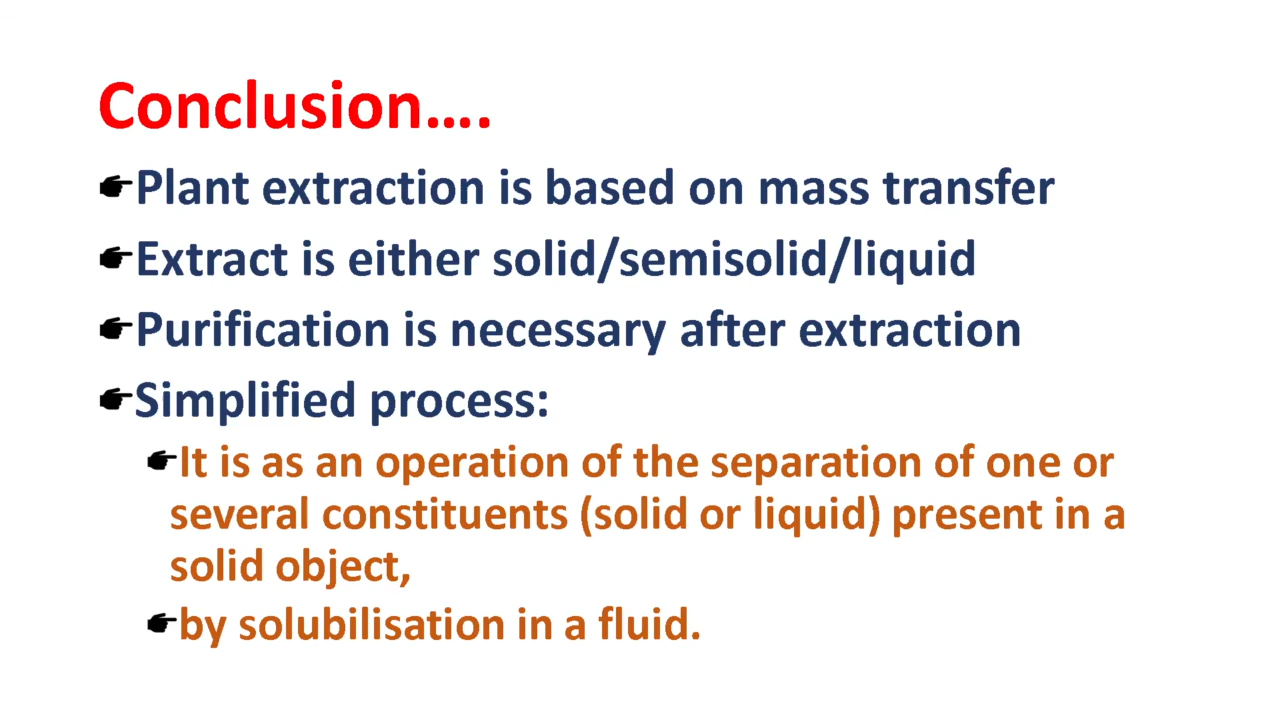 Conclusion....
Plant extraction is based on mass transfer
Extract is either solid/semisolid/liquid
Purification is necessary after extraction
Simplified process:
It is as an operation of the separation of one or
several constituents (solid or liquid) present in a
solid object,
by solubilisation in a fluid.